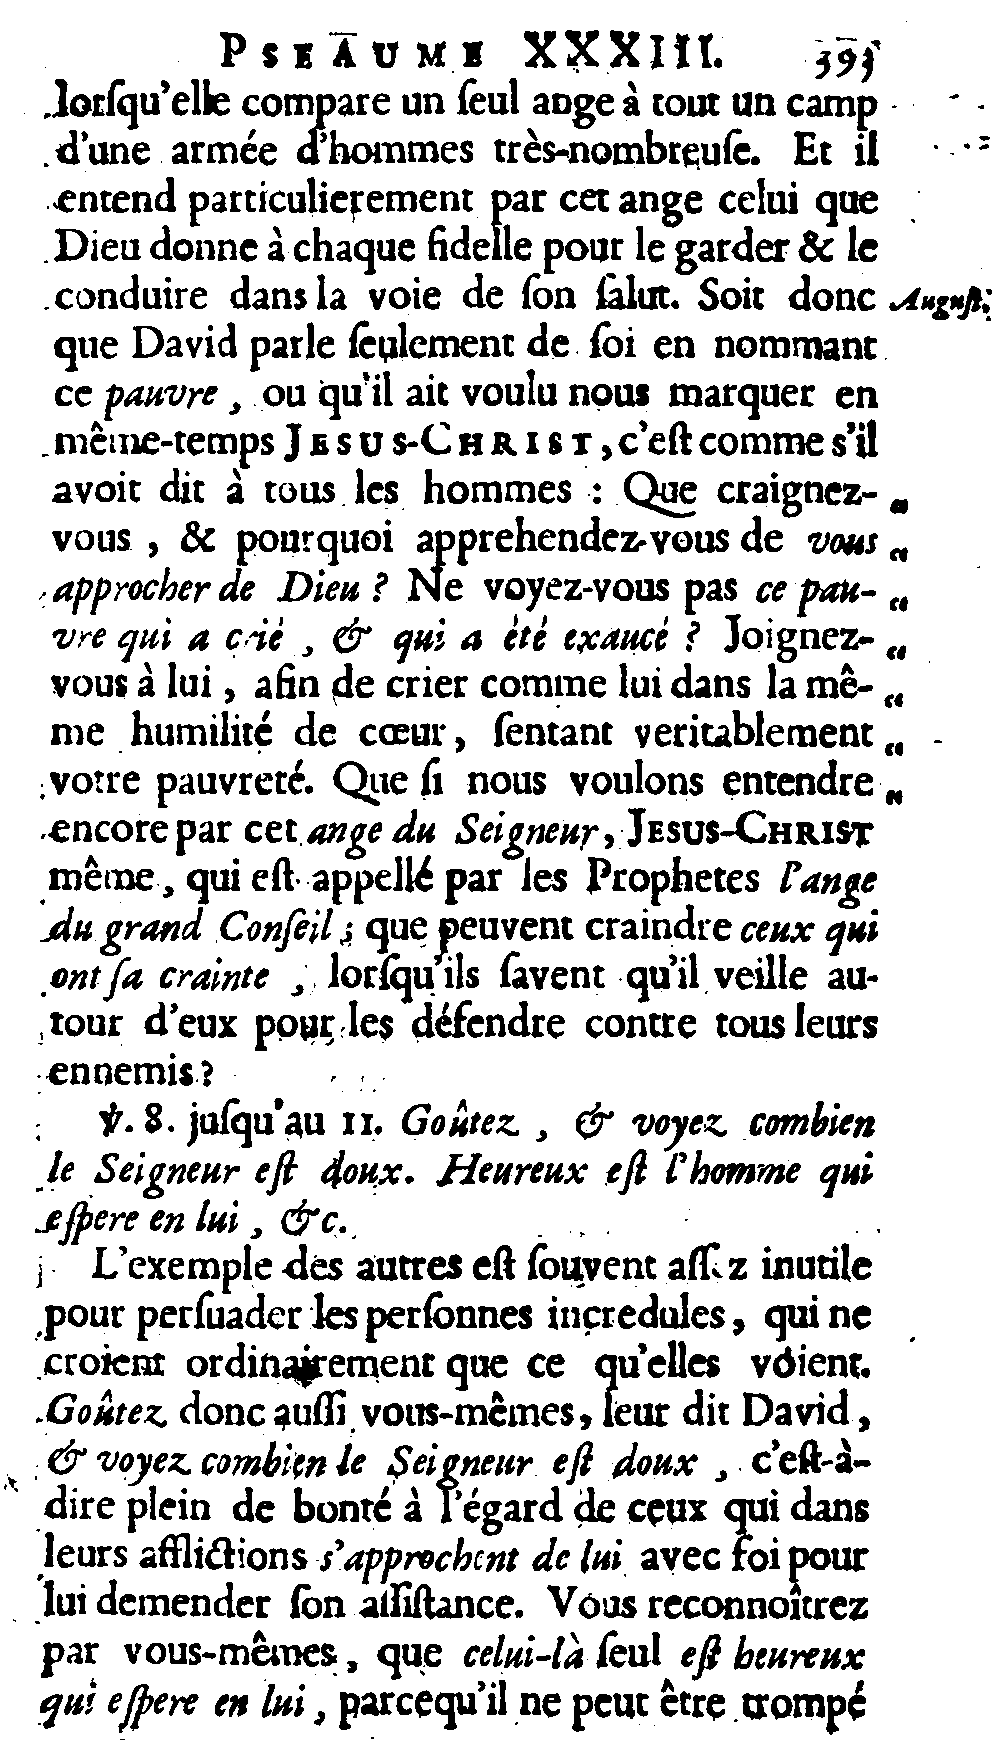 PSEAUME XXXIII. 393
lorſqu'elle compare un ſeul ange à tout un camp
d'une armée d'hommes très-nombreuſe. Et il
entend particulierement par cet ange celui que
Dieu donne à chaque fidelle pour le garder & le
conduire dans la voie de ſon ſalut. Soit donc Auguſt.
que David parle ſeulement de ſoi en nommant
ce pauvre, ou qu'il ait voulu nous marquer en
même-temps JESUS-CHRIST, c'eſt comme s'il
avoit dit à tous les hommes : Que craignez- „
vous, & pourquoi apprehendez-vous de vous „
approcher de Dieu ? Ne voyez-vous pas ce pau- „
vre qui a crié, & qui a été exaucé ? Joignez- „
vous à lui, afin de crier comme lui dans la mê- „
me humilité de cœur, ſentant veritablement „
votre pauvreté. Que ſi nous voulons entendre „
encore par cet ange du Seigneur, JESUS-CHRIST
même, qui eſt appellé par les Prophetes l'ange
du grand Conſeil ; que peuvent craindre ceux qui
ont ſa crainte, lorſqu'ils ſavent qu'il veille au-
tour d'eux pour les défendre contre tous leurs
ennemis ?
℣. 8. juſqu'au 11. Goûtez, & voyez combien
le Seigneur eſt doux. Heureux eſt l'homme qui
eſpere en lui, &c.
L'exemple des autres eſt ſouvent aſſez inutile
pour perſuader les perſonnes incredules, qui ne
croient ordinairement que ce qu'elles voient.
Goûtez donc auſſi vous-mêmes, leur dit David,
& voyez combien le Seigneur eſt doux, c'eſt-à-
dire plein de bonté à l'égard de ceux qui dans
leurs afflictions s'approchent de lui avec foi pour
lui demender ſon aſſiſtance. Vous reconnoîtrez
par vous-mêmes, que celui-là ſeul eſt heureux
qui eſpere en lui, parcequ'il ne peut être trompé